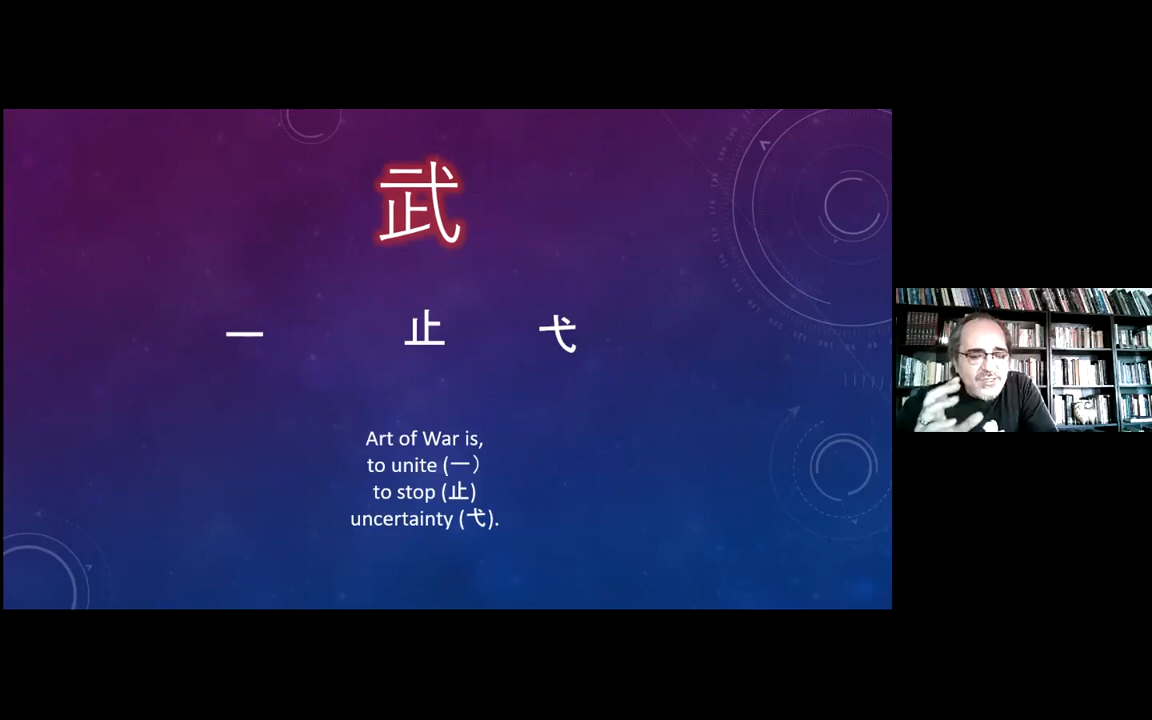 武
一 止 弋
Art of War is,
to unite (一）
to stop (止)
uncertainty (弋).